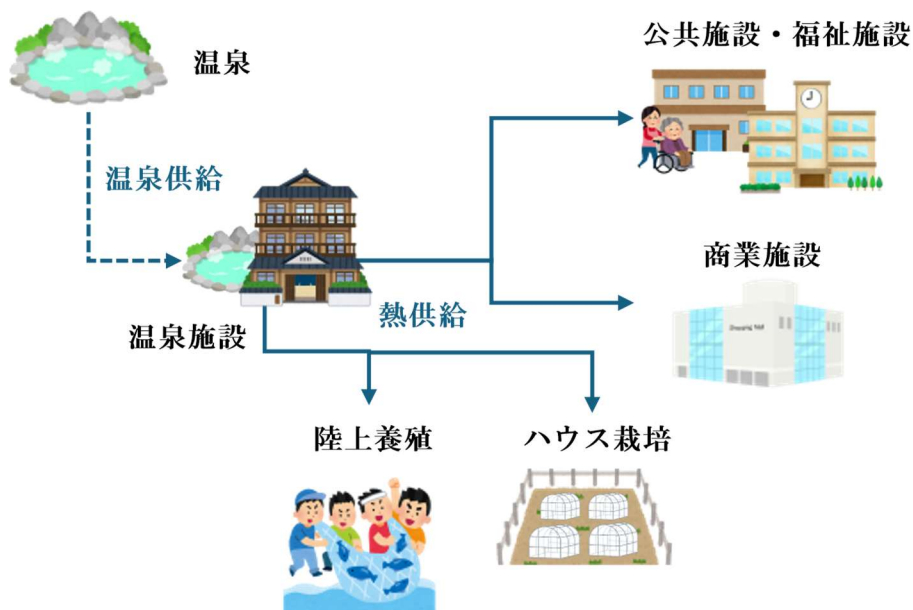 公共施設・福祉施設
温泉
温泉供給
商業施設
熱供給
温泉施設
陸上養殖
ハウス栽培